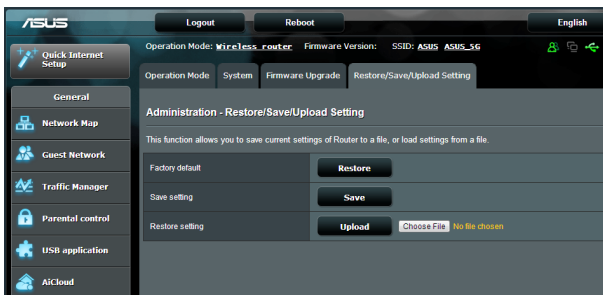 ASUS Logout Reboot English
Operation Mode: Wireless router Firmware Version: SSID: ASUS ASUS_5G
Quick Internet Setup
Operation Mode System Firmware Upgrade Restore/Save/Upload Setting
General
Network Map
Guest Network
Traffic Manager
Parental control
USB application
AiCloud
Administration - Restore/Save/Upload Setting
This function allows you to save current settings of Router to a file, or load settings from a file.
Factory default Restore
Save setting Save
Restore setting Upload Choose File No file chosen